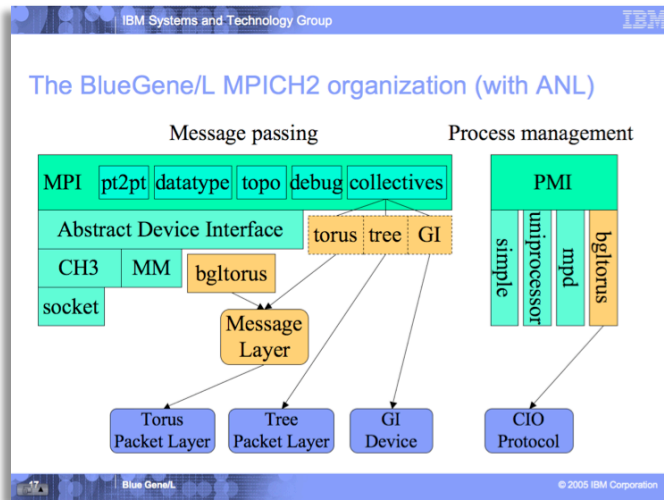 IBM Systems and Technology Group
IBM
The BlueGene/L MPICH2 organization (with ANL)
Message passing
Process management
MPI pt2pt datatype topo debug collectives
PMI
Abstract Device Interface
torus tree GI
CH3 MM
bgltorus
socket
simple
uniprocessor
mpd
bgltorus
Message
Layer
Torus
Packet Layer
Tree
Packet Layer
GI
Device
CIO
Protocol
17
Blue Gene/L
© 2005 IBM Corporation